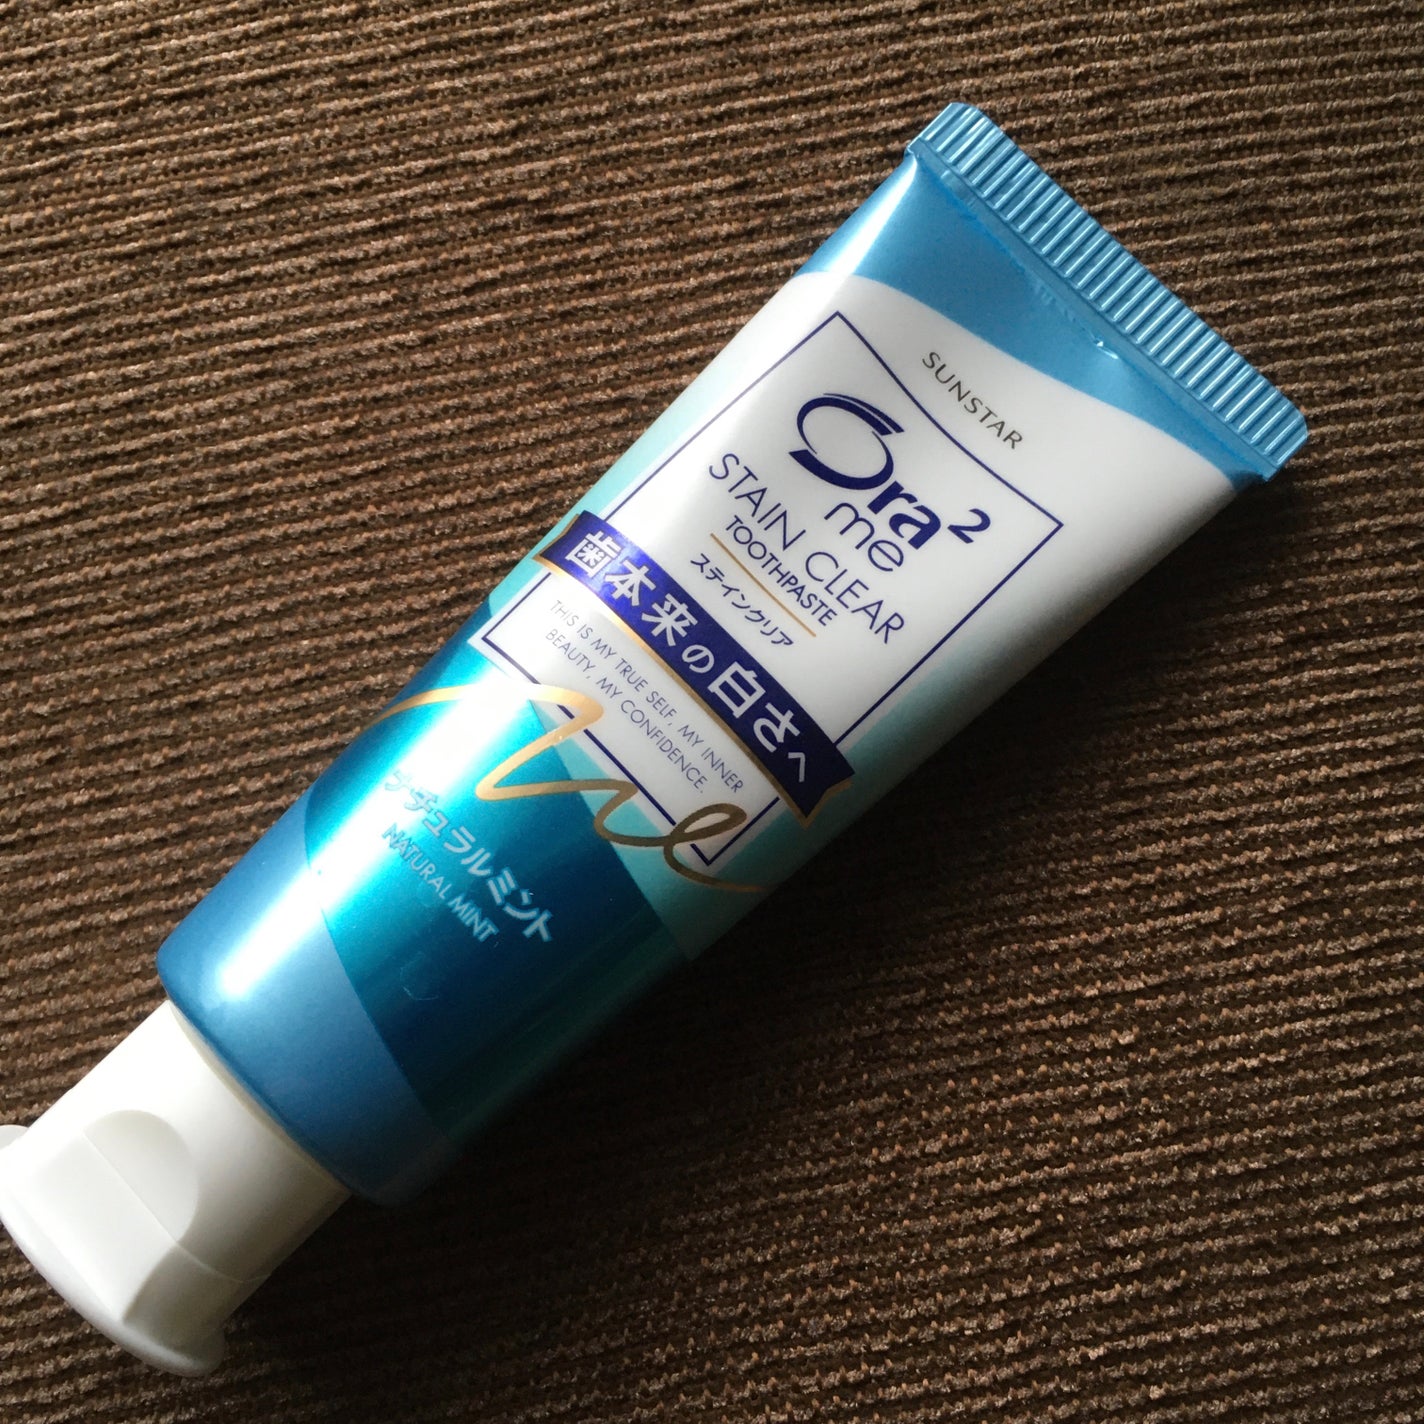 SUNSTAR
Ora²
me
STAIN CLEAR
TOOTHPASTE
ステインクリア
歯本来の白さへ
THIS IS MY TRUE SELF, MY INNER
BEAUTY, MY CONFIDENCE.
me
ナチュラルミント
NATURAL MINT